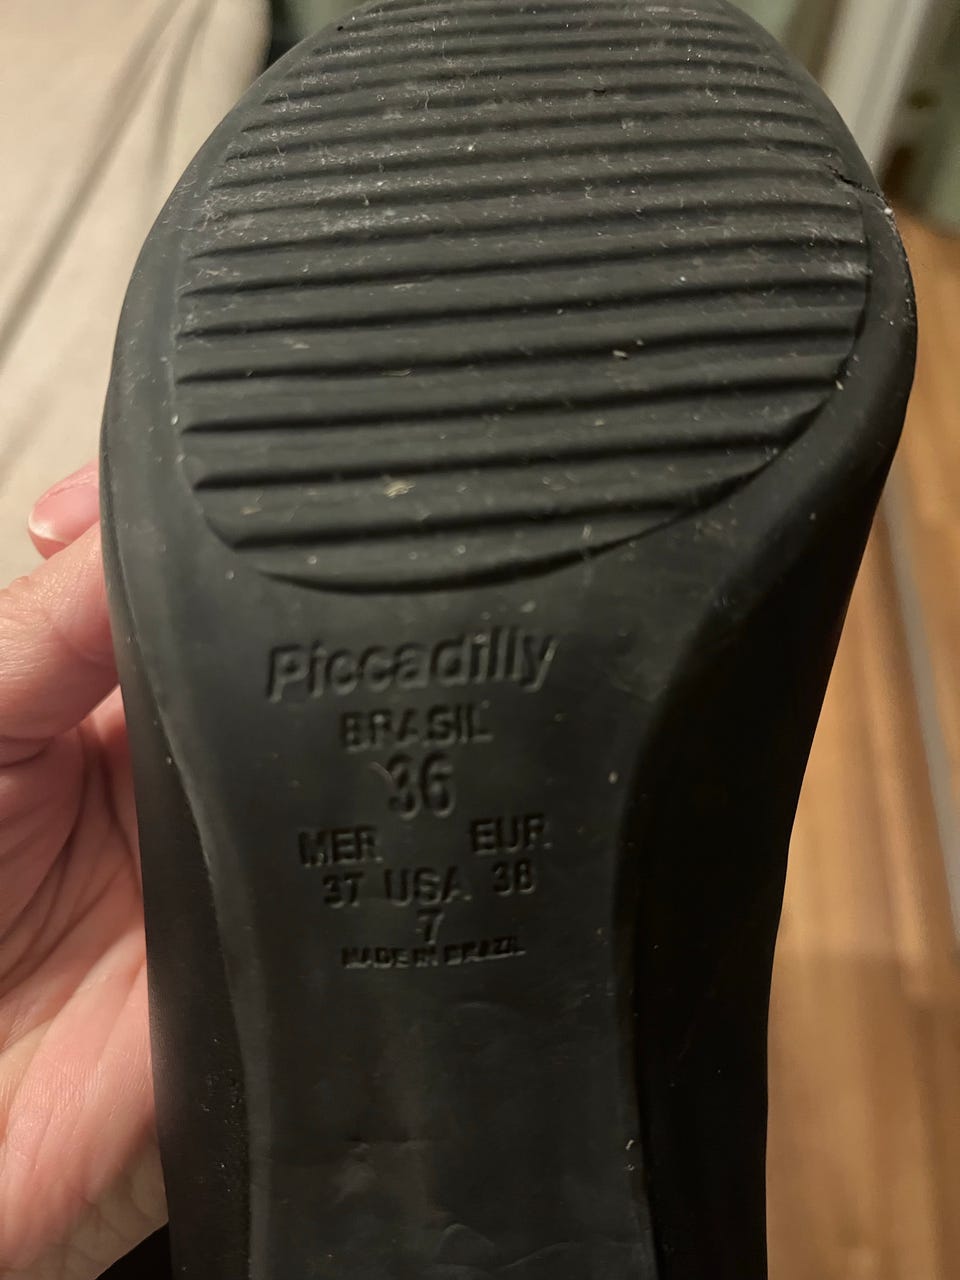 Piccadilly
BRASIL
36
MER. EUR.
37 USA 38
7
MADE IN BRAZIL